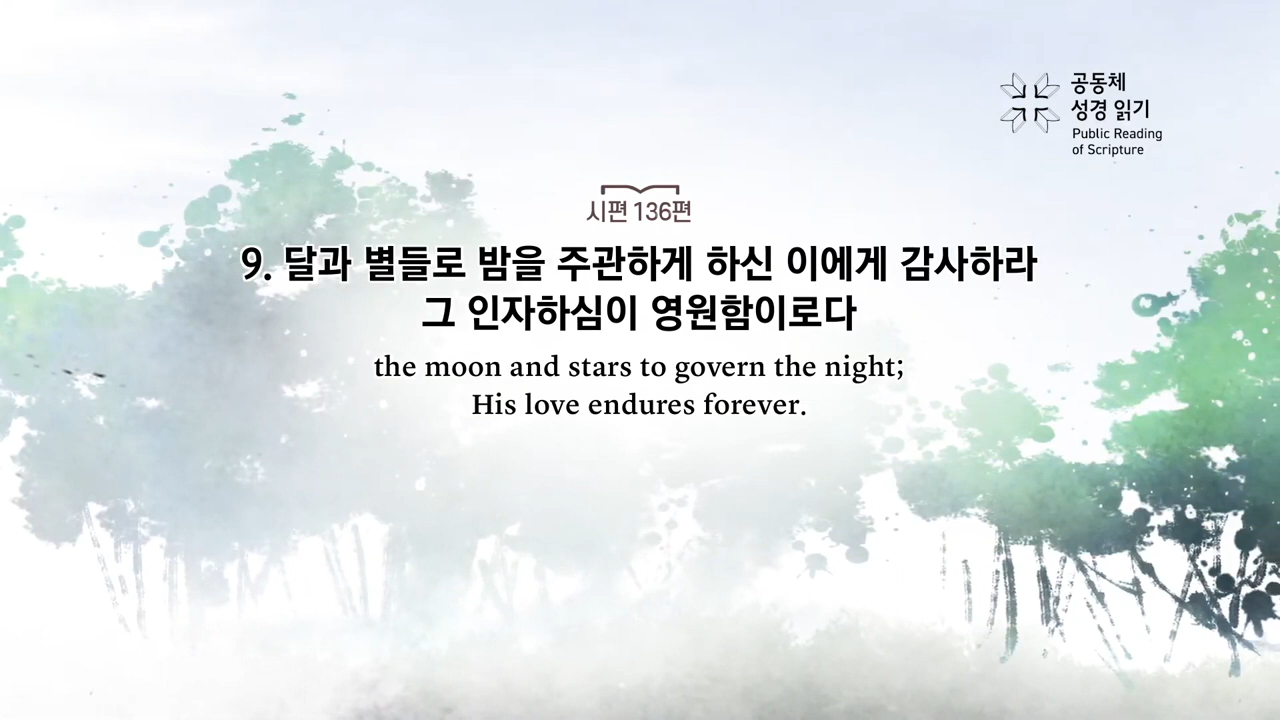 공동체
성경 읽기
Public Reading
of Scripture
시편 136편
9. 달과 별들로 밤을 주관하게 하신 이에게 감사하라
그 인자하심이 영원함이로다
the moon and stars to govern the night;
His love endures forever.